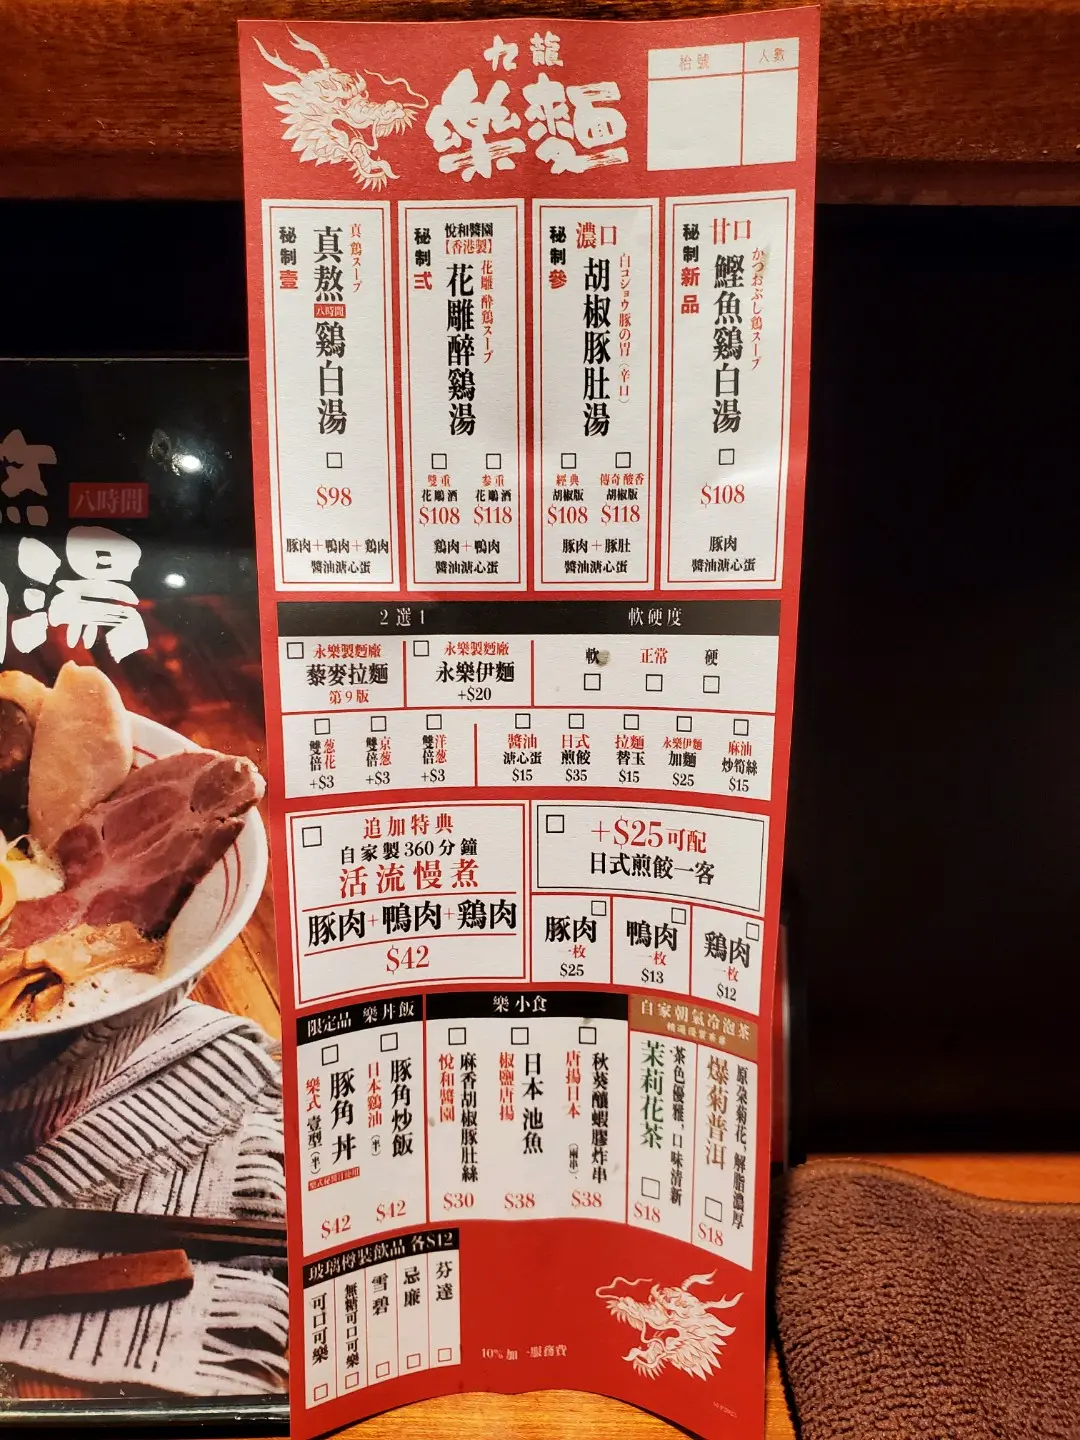 九龍
樂麵
枱號
人數
秘制壹
真熬八時間鶏白湯
真 鶏スープ
$98
豚肉+鴨肉+鶏肉
醬油溏心蛋
秘制弍
悅和醬園
【香港製】
花雕醉鶏湯
花雕 酔鶏スープ
雙重
花鵰酒
$108
參重
花鵰酒
$118
鶏肉+鴨肉
醬油溏心蛋
秘制參
濃口
胡椒豚肚湯
白コショウ豚の胃(辛口)
經典
胡椒版
$108
傳奇酸香
胡椒版
$118
豚肉+豚肚
醬油溏心蛋
秘制新品
甘口
鰹魚鶏白湯
かつおぶし鶏スープ
$108
豚肉
醬油溏心蛋
2選1
軟硬度
永樂製麵廠
藜麥拉麵
第9版
永樂製麵廠
永樂伊麵
+$20
軟
正常
硬
雙倍葱花
+$3
雙倍京葱
+$3
雙倍洋葱
+$3
醬油
溏心蛋
$15
日式
煎餃
$35
拉麵
替玉
$15
永樂伊麵
加麵
$25
麻油
炒筍絲
$15
追加特典
自家製360分鐘
活流慢煮
豚肉+鴨肉+鶏肉
$42
+$25可配
日式煎餃一客
豚肉
一枚
$25
鴨肉
一枚
$13
鶏肉
一枚
$12
限定品 樂丼飯
樂式 壹型(半)
豚角丼
$42
日本鶏油(半)
豚角炒飯
$42
樂小食
悅和醬園
麻香胡椒豚肚絲
$30
椒鹽唐揚
日本池魚
$38
唐揚日本
秋葵釀蝦膠炸串
(兩串)
$38
自家朝氣冷泡茶
茉莉花茶
茶色優雅，口味清新
$18
爆菊普洱
原朵菊花，解脂濃厚
$18
玻璃樽裝飲品 各$12
可口可樂
無糖可口可樂
雪碧
忌廉
芬達
10%加一服務費
八時間
湯